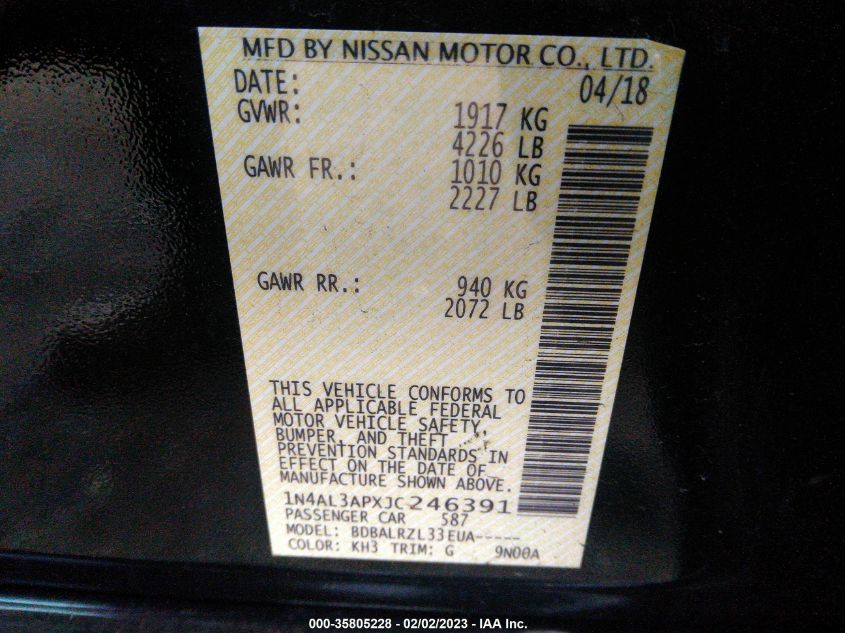 MFD BY NISSAN MOTOR CO., LTD.
DATE: 04/18
GVWR: 1917 KG
4226 LB
GAWR FR.: 1010 KG
2227 LB
GAWR RR.: 940 KG
2072 LB
THIS VEHICLE CONFORMS TO
ALL APPLICABLE FEDERAL
MOTOR VEHICLE SAFETY,
BUMPER, AND THEFT
PREVENTION STANDARDS IN
EFFECT ON THE DATE OF
MANUFACTURE SHOWN ABOVE.
1N4AL3APXJC246391
PASSENGER CAR 587
MODEL: BDBALRZL33EUA-----
COLOR: KH3 TRIM: G 9N00A
000-35805228 - 02/02/2023 - IAA Inc.